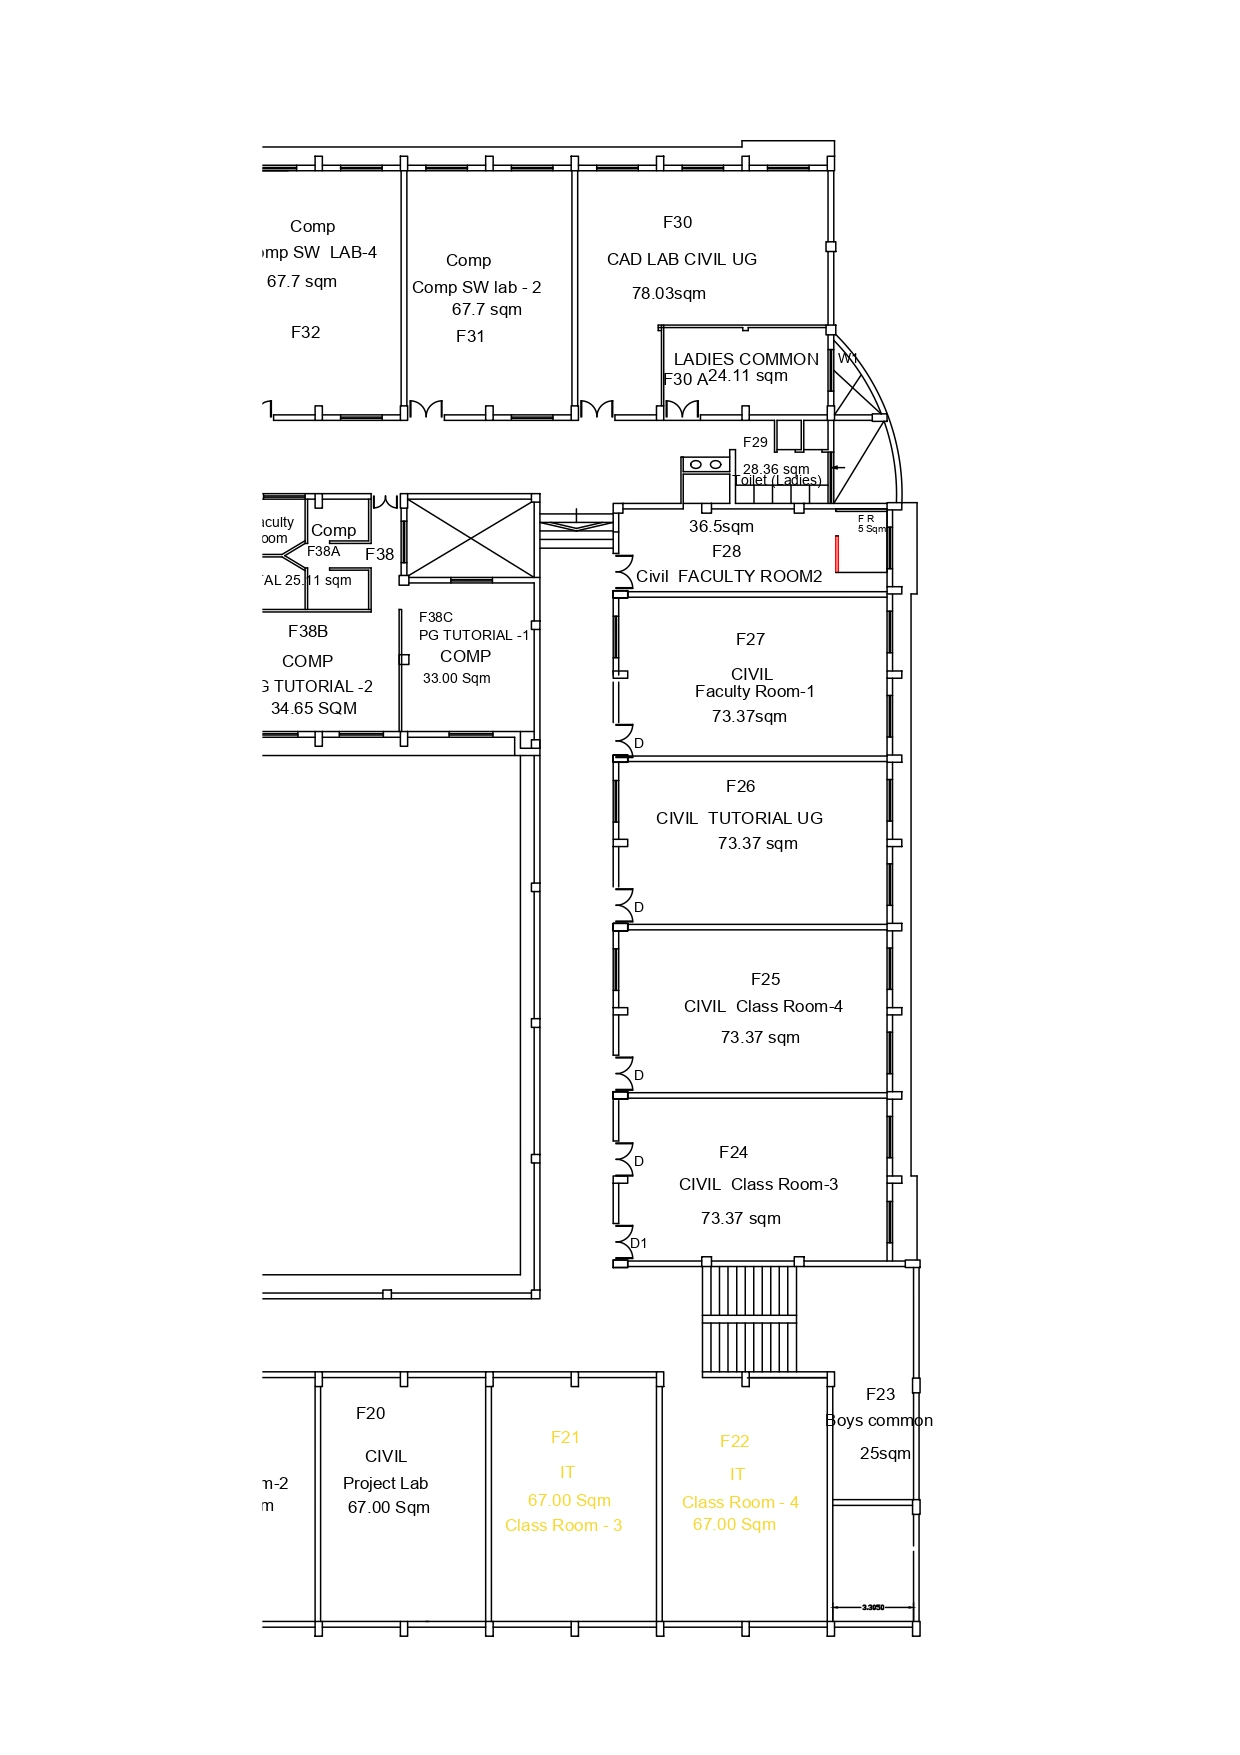 Comp
omp SW LAB-4
67.7 sqm
F32
Comp
Comp SW lab - 2
67.7 sqm
F31
F30
CAD LAB CIVIL UG
78.03sqm
LADIES COMMON
24.11 sqm
F30 A
W1
F29
28.36 sqm
Toilet (Ladies)
aculty
oom
Comp
F38A
F38
TAL 25.11 sqm
36.5sqm
F28
Civil FACULTY ROOM2
F R
5 Sqm
F38B
COMP
G TUTORIAL -2
34.65 SQM
F38C
PG TUTORIAL -1
COMP
33.00 Sqm
F27
CIVIL
Faculty Room-1
73.37sqm
D
F26
CIVIL TUTORIAL UG
73.37 sqm
D
F25
CIVIL Class Room-4
73.37 sqm
D
F24
CIVIL Class Room-3
73.37 sqm
D
D1
m-2
m
F20
CIVIL
Project Lab
67.00 Sqm
F21
IT
67.00 Sqm
Class Room - 3
F22
IT
Class Room - 4
67.00 Sqm
F23
Boys common
25sqm
3.3050